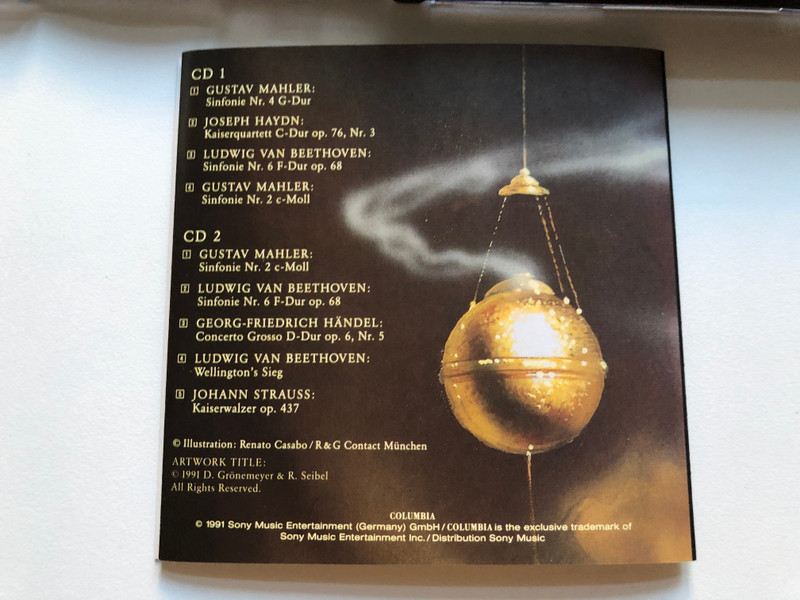 CD 1
1 GUSTAV MAHLER:
Sinfonie Nr. 4 G-Dur
2 JOSEPH HAYDN:
Kaiserquartett C-Dur op. 76, Nr. 3
3 LUDWIG VAN BEETHOVEN:
Sinfonie Nr. 6 F-Dur op. 68
4 GUSTAV MAHLER:
Sinfonie Nr. 2 c-Moll
CD 2
1 GUSTAV MAHLER:
Sinfonie Nr. 2 c-Moll
2 LUDWIG VAN BEETHOVEN:
Sinfonie Nr. 6 F-Dur op. 68
3 GEORG-FRIEDRICH HÄNDEL:
Concerto Grosso D-Dur op. 6, Nr. 5
4 LUDWIG VAN BEETHOVEN:
Wellington's Sieg
5 JOHANN STRAUSS:
Kaiserwalzer op. 437
© Illustration: Renato Casabo / R & G Contact München
ARTWORK TITLE:
© 1991 D. Grönemeyer & R. Seibel
All Rights Reserved.
COLUMBIA
© 1991 Sony Music Entertainment (Germany) GmbH / COLUMBIA is the exclusive trademark of
Sony Music Entertainment Inc. / Distribution Sony Music